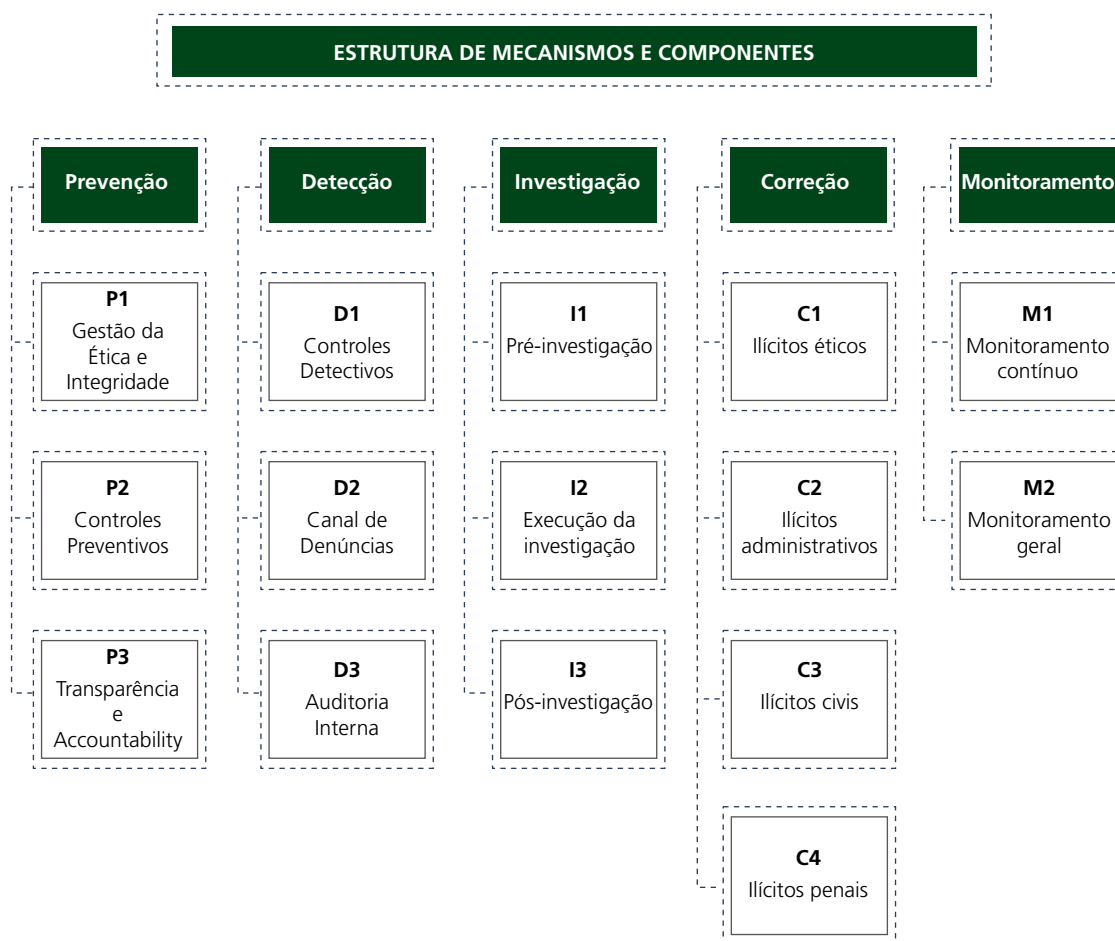 ESTRUTURA DE MECANISMOS E COMPONENTES
Prevenção
Detecção
Investigação
Correção
Monitoramento
P1
Gestão da
Ética e
Integridade
D1
Controles
Detectivos
I1
Pré-investigação
C1
Ilícitos éticos
M1
Monitoramento
contínuo
P2
Controles
Preventivos
D2
Canal de
Denúncias
I2
Execução da
investigação
C2
Ilícitos
administrativos
M2
Monitoramento
geral
P3
Transparência
e
Accountability
D3
Auditoria
Interna
I3
Pós-investigação
C3
Ilícitos civis
C4
Ilícitos penais